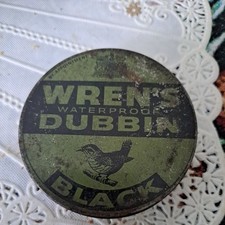 WREN'S
WATERPROOF
DUBBIN
BLACK